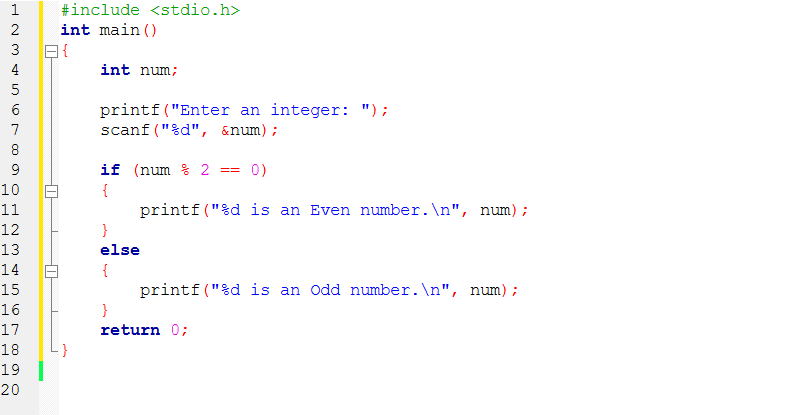 1 #include <stdio.h>
2 int main()
3 {
4     int num;
5
6     printf("Enter an integer: ");
7     scanf("%d", &num);
8
9     if (num % 2 == 0)
10     {
11         printf("%d is an Even number.\n", num);
12     }
13     else
14     {
15         printf("%d is an Odd number.\n", num);
16     }
17     return 0;
18 }
19
20